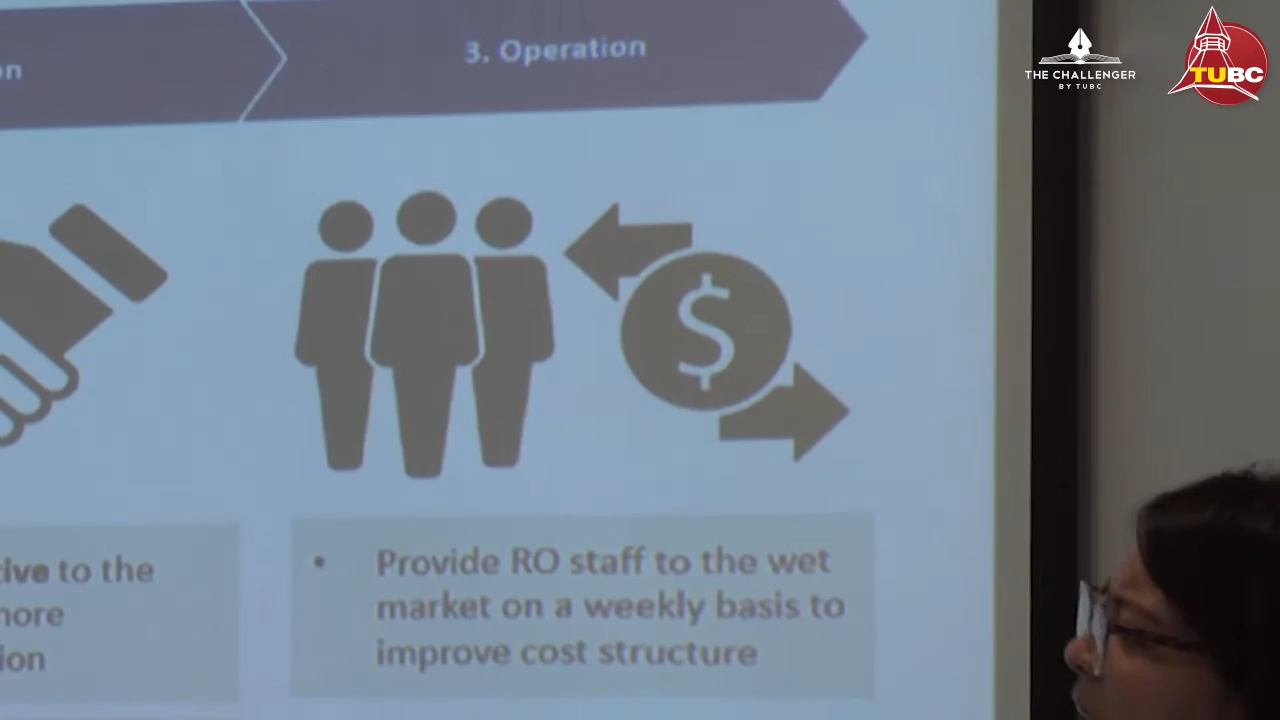 on
3. Operation
THE CHALLENGER
BY TUBC
TUBC
$
to the
• Provide RO staff to the wet
market on a weekly basis to
improve cost structure